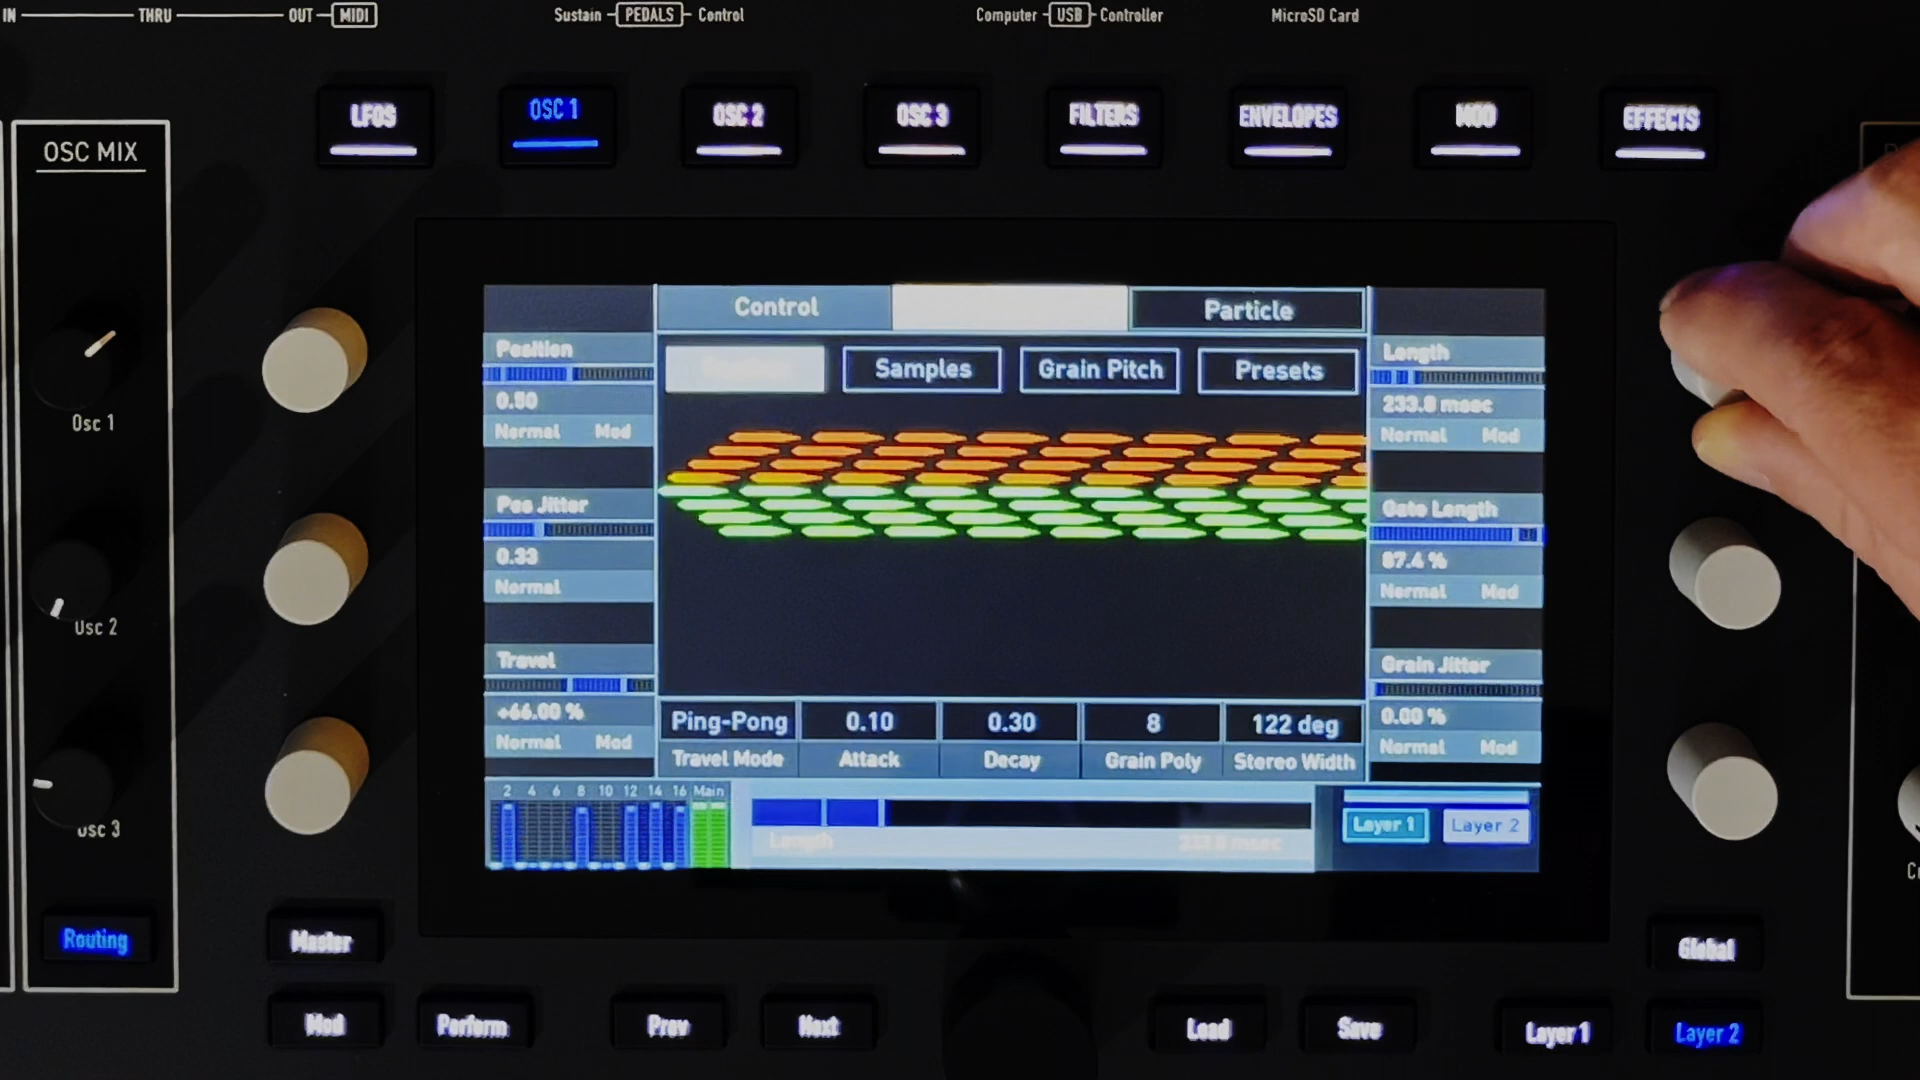 IN THRU OUT MIDI Sustain PEDALS Control Computer USB Controller MicroSD Card
LFOS OSC 1 OSC 2 OSC 3 FILTERS ENVELOPES MOD EFFECTS
OSC MIX
Osc 1
Osc 2
Osc 3
Routing
Control Particle
Samples Grain Pitch Presets
Position
0.50
Normal Mod
Pos Jitter
0.33
Normal
Travel
+66.00 %
Normal Mod
Length
233.8 msec
Normal Mod
Gate Length
87.4 %
Normal Mod
Grain Jitter
0.00 %
Normal Mod
Ping-Pong 0.10 0.30 8 122 deg
Travel Mode Attack Decay Grain Poly Stereo Width
2 4 6 8 10 12 14 16 Main
Length 233.8 msec
Layer 1 Layer 2
Master Global
Mod Perform Prev Next Load Save Layer 1 Layer 2